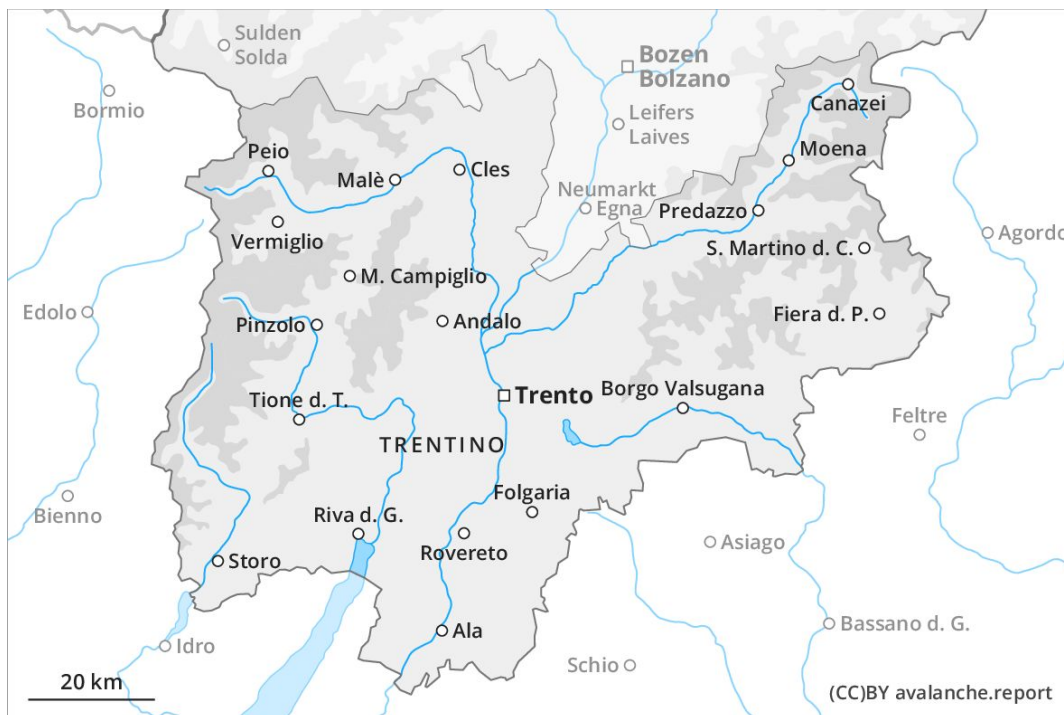 Sulden
Solda
Bozen
Bolzano
Bormio
Canazei
Leifers
Laives
Peio
Malè
Cles
Moena
Neumarkt
Egna
Predazzo
Vermiglio
S. Martino d. C.
Agordo
M. Campiglio
Edolo
Pinzolo
Andalo
Fiera d. P.
Tione d. T.
Trento
Borgo Valsugana
Feltre
TRENTINO
Bienno
Riva d. G.
Folgaria
Rovereto
Asiago
Storo
Ala
Bassano d. G.
Idro
Schio
20 km
(CC)BY avalanche.report